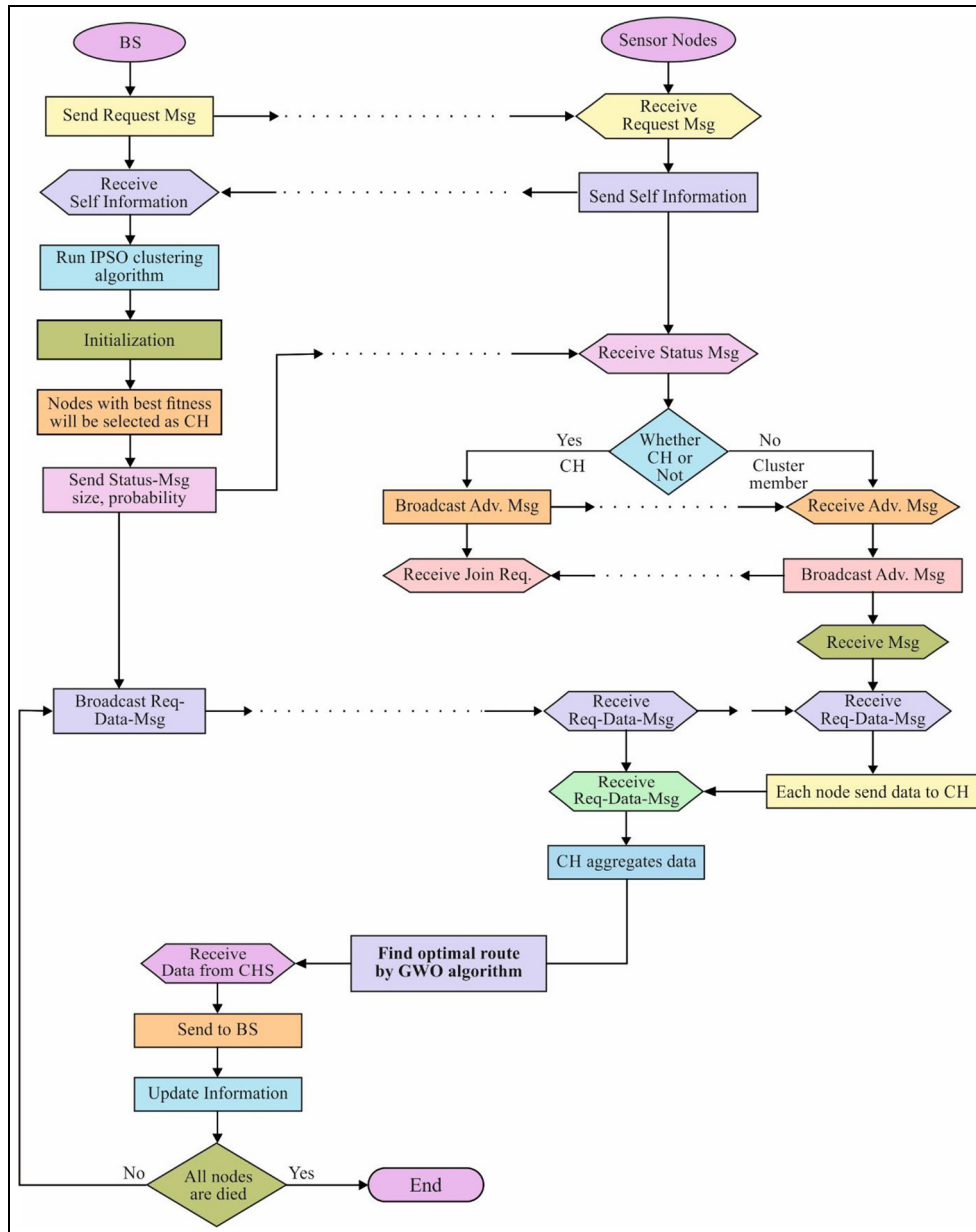 BS
Sensor Nodes
Send Request Msg
Receive
Request Msg
Receive
Self Information
Send Self Information
Run IPSO clustering
algorithm
Initialization
Receive Status Msg
Nodes with best fitness
will be selected as CH
Yes
CH
Whether
CH or
Not
No
Cluster
member
Send Status-Msg
size, probability
Broadcast Adv. Msg
Receive Adv. Msg
Receive Join Req.
Broadcast Adv. Msg
Receive Msg
Broadcast Req-
Data-Msg
Receive
Req-Data-Msg
Receive
Req-Data-Msg
Receive
Req-Data-Msg
Each node send data to CH
CH aggregates data
Find optimal route
by GWO algorithm
Receive
Data from CHS
Send to BS
Update Information
No
All nodes
are died
Yes
End